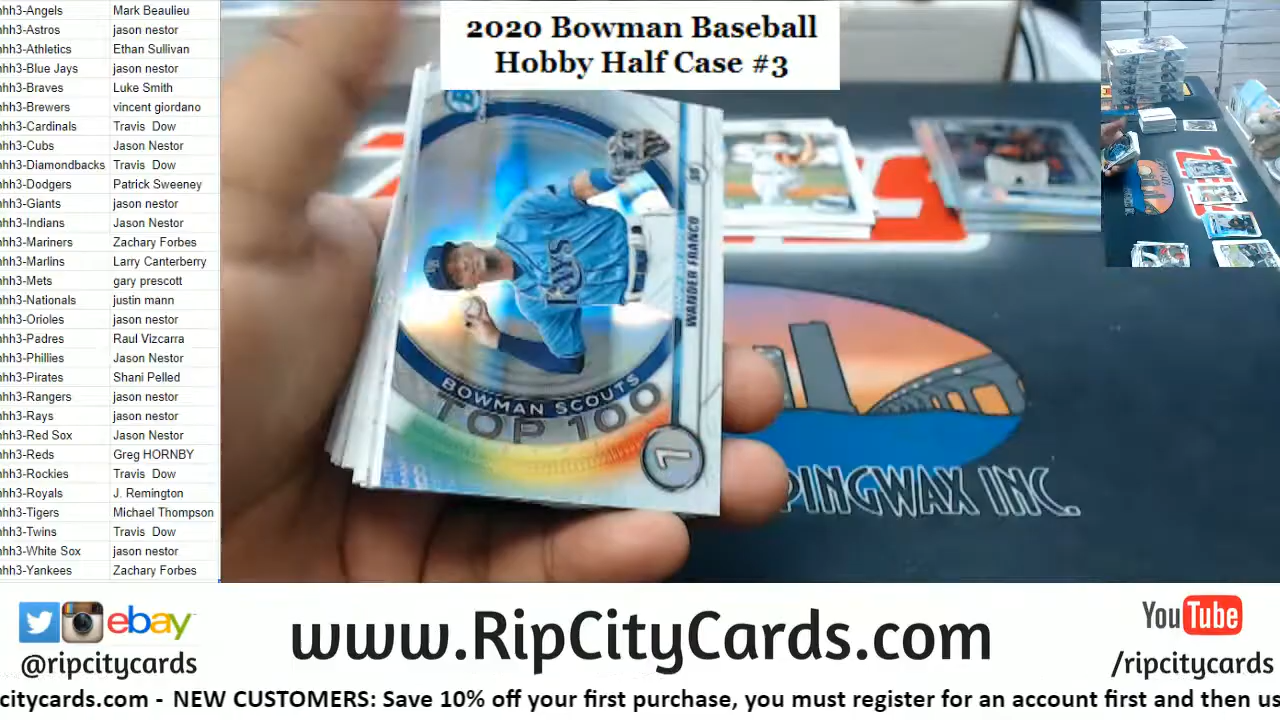 2020 Bowman Baseball
Hobby Half Case #3
hh3-Angels Mark Beaulieu
hh3-Astros jason nestor
hh3-Athletics Ethan Sullivan
hh3-Blue Jays jason nestor
hh3-Braves Luke Smith
hh3-Brewers vincent giordano
hh3-Cardinals Travis Dow
hh3-Cubs Jason Nestor
hh3-Diamondbacks Travis Dow
hh3-Dodgers Patrick Sweeney
hh3-Giants jason nestor
hh3-Indians Jason Nestor
hh3-Mariners Zachary Forbes
hh3-Marlins Larry Canterberry
hh3-Mets gary prescott
hh3-Nationals justin mann
hh3-Orioles jason nestor
hh3-Padres Raul Vizcarra
hh3-Phillies Jason Nestor
hh3-Pirates Shani Pelled
hh3-Rangers jason nestor
hh3-Rays jason nestor
hh3-Red Sox Jason Nestor
hh3-Reds Greg HORNBY
hh3-Rockies Travis Dow
hh3-Royals J. Remington
hh3-Tigers Michael Thompson
hh3-Twins Travis Dow
hh3-White Sox jason nestor
hh3-Yankees Zachary Forbes
B
RAYS
WANDER FRANCO
BOWMAN SCOUTS
TOP 100
7
PINGWAX INC.
ebay
@ripcitycards
www.RipCityCards.com
YouTube
/ripcitycards
citycards.com - NEW CUSTOMERS: Save 10% off your first purchase, you must register for an account first and then us